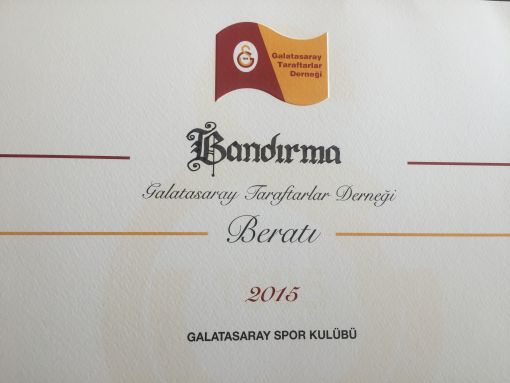 Galatasaray
Taraftarlar
Derneği
Bandırma
Galatasaray Taraftarlar Derneği
Beratı
2015
GALATASARAY SPOR KULÜBÜ